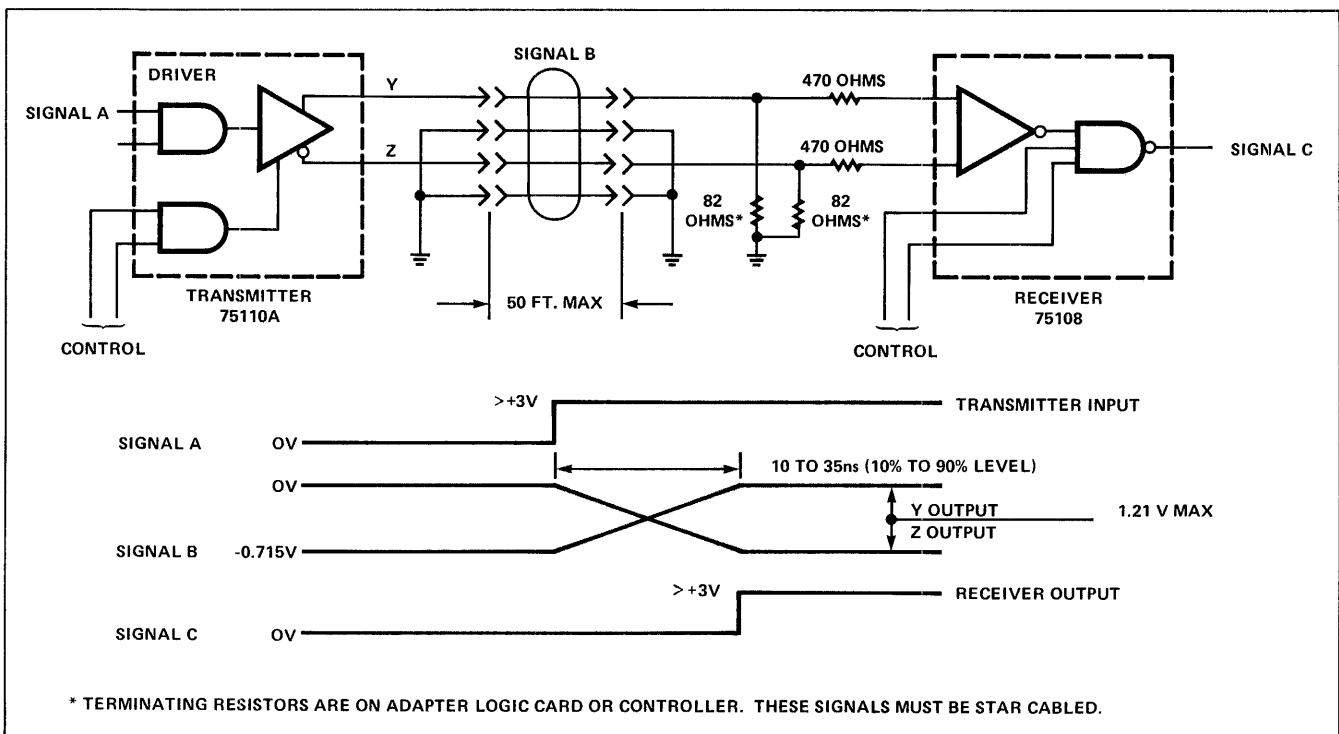 SIGNAL B
DRIVER
Y
470 OHMS
SIGNAL A
SIGNAL C
Z
470 OHMS
82
OHMS*
82
OHMS*
TRANSMITTER
75110A
50 FT. MAX
RECEIVER
75108
CONTROL
CONTROL
>+3V
TRANSMITTER INPUT
SIGNAL A
0V
10 TO 35ns (10% TO 90% LEVEL)
0V
Y OUTPUT
1.21 V MAX
Z OUTPUT
SIGNAL B
-0.715V
>+3V
RECEIVER OUTPUT
SIGNAL C
0V
* TERMINATING RESISTORS ARE ON ADAPTER LOGIC CARD OR CONTROLLER. THESE SIGNALS MUST BE STAR CABLED.